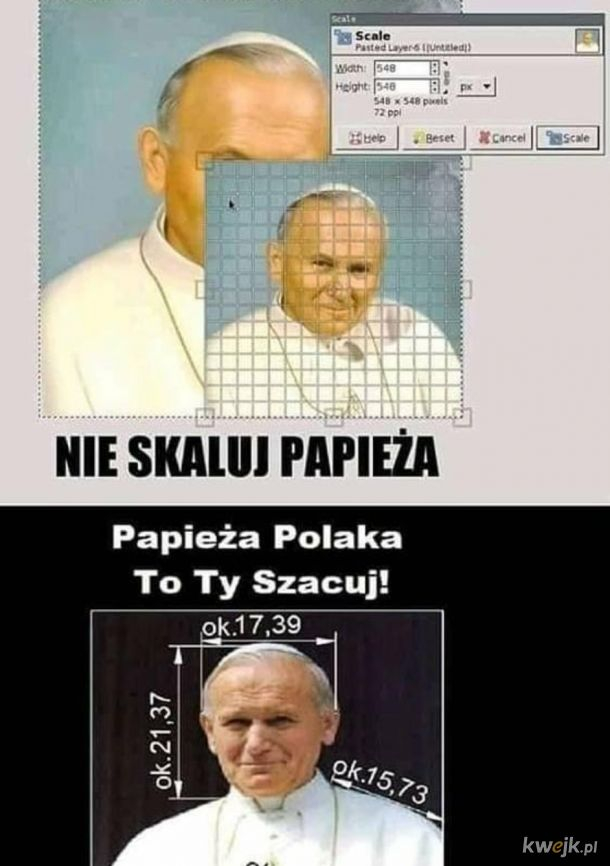 Scale
Scale
Pasted Layer-6 ((Untitled))
Width: 548
Height: 548
px
548 × 548 pixels
72 ppi
Help Reset Cancel Scale
NIE SKALUJ PAPIEŻA
Papieża Polaka
To Ty Szacuj!
ok.17,39
ok.21,37
ok.15,73
kwejk.pl